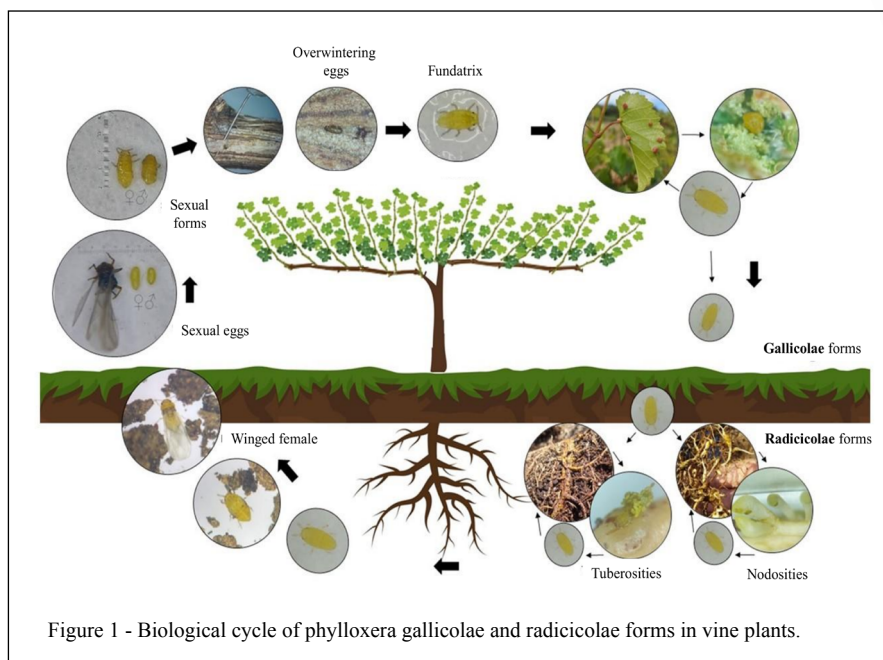 Overwintering
eggs
Fundatrix
Sexual
forms
♀♂
Sexual eggs
♀♂
Gallicolae forms
Radicicolae forms
Winged female
Tuberosities
Nodosities
Figure 1 - Biological cycle of phylloxera gallicolae and radicicolae forms in vine plants.